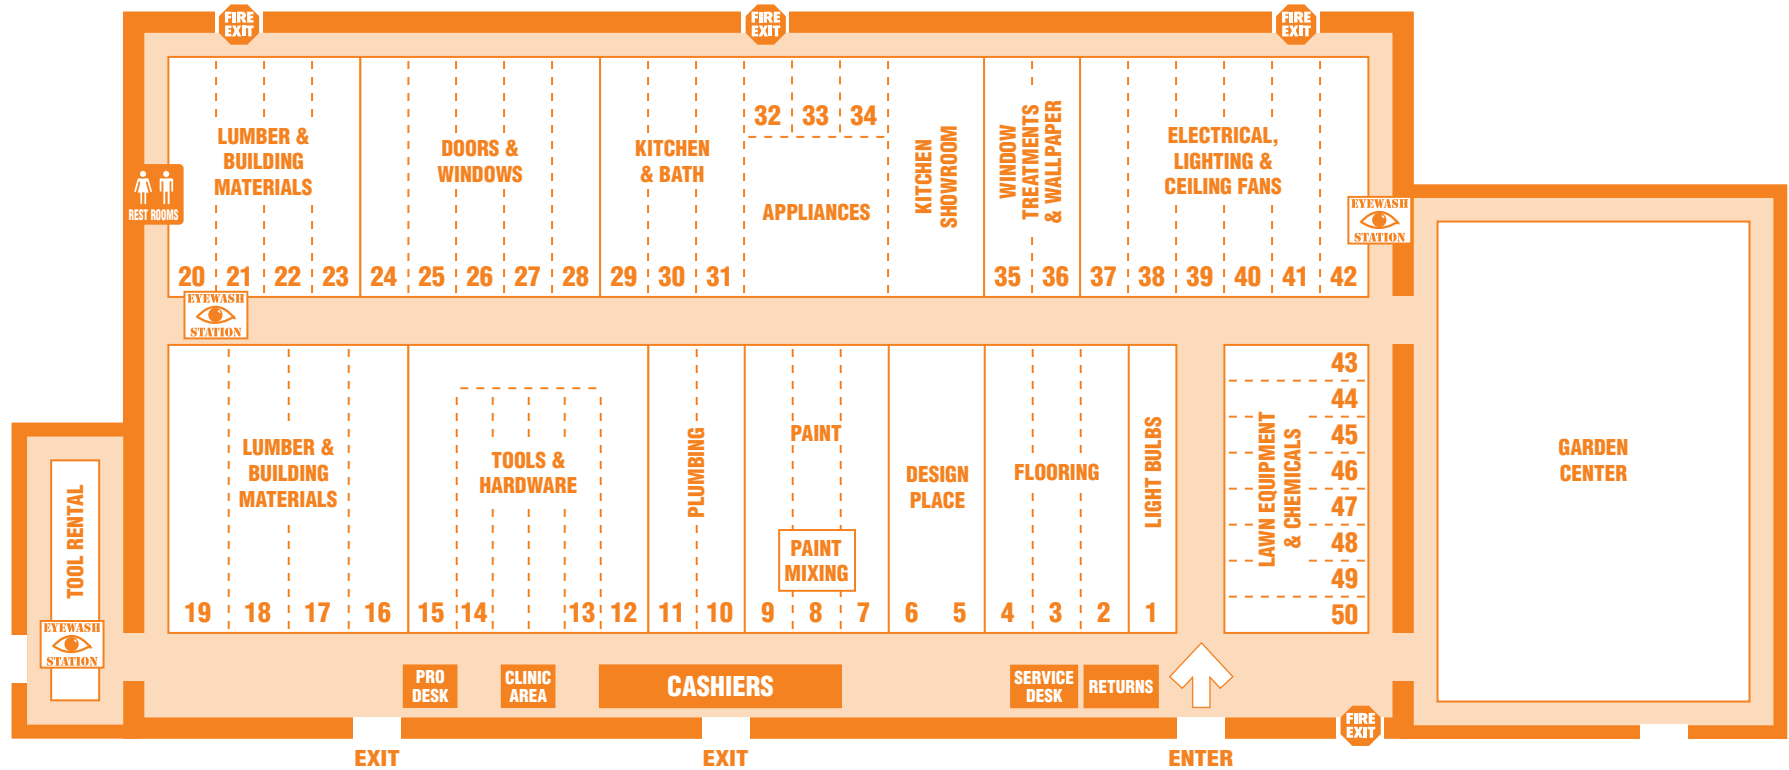 FIRE
EXIT
FIRE
EXIT
FIRE
EXIT
LUMBER &
BUILDING
MATERIALS
20 21 22 23
DOORS &
WINDOWS
24 25 26 27 28
KITCHEN
& BATH
29 30 31
32 33 34
APPLIANCES
KITCHEN
SHOWROOM
WINDOW
TREATMENTS
& WALLPAPER
35 36
ELECTRICAL,
LIGHTING &
CEILING FANS
37 38 39 40 41 42
REST ROOMS
EYEWASH
STATION
EYEWASH
STATION
LUMBER &
BUILDING
MATERIALS
19 18 17 16
TOOLS &
HARDWARE
15 14 13 12
PLUMBING
11 10
PAINT
PAINT
MIXING
9 8 7
DESIGN
PLACE
6 5
FLOORING
4 3 2
LIGHT BULBS
1
LAWN EQUIPMENT
& CHEMICALS
43
44
45
46
47
48
49
50
GARDEN
CENTER
TOOL RENTAL
EYEWASH
STATION
PRO
DESK
CLINIC
AREA
CASHIERS
SERVICE
DESK
RETURNS
FIRE
EXIT
EXIT
EXIT
ENTER